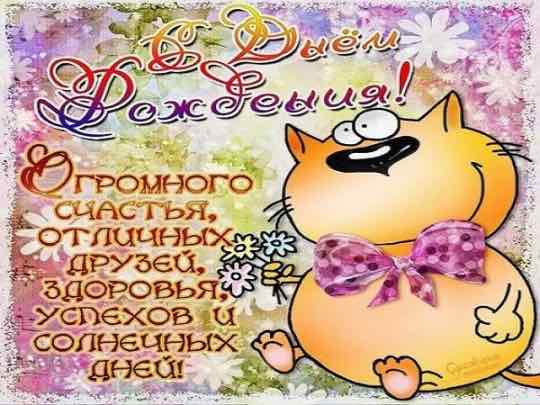 С Днём
Рождения!
Огромного
счастья,
отличных
друзей,
здоровья,
успехов и
солнечных
дней!